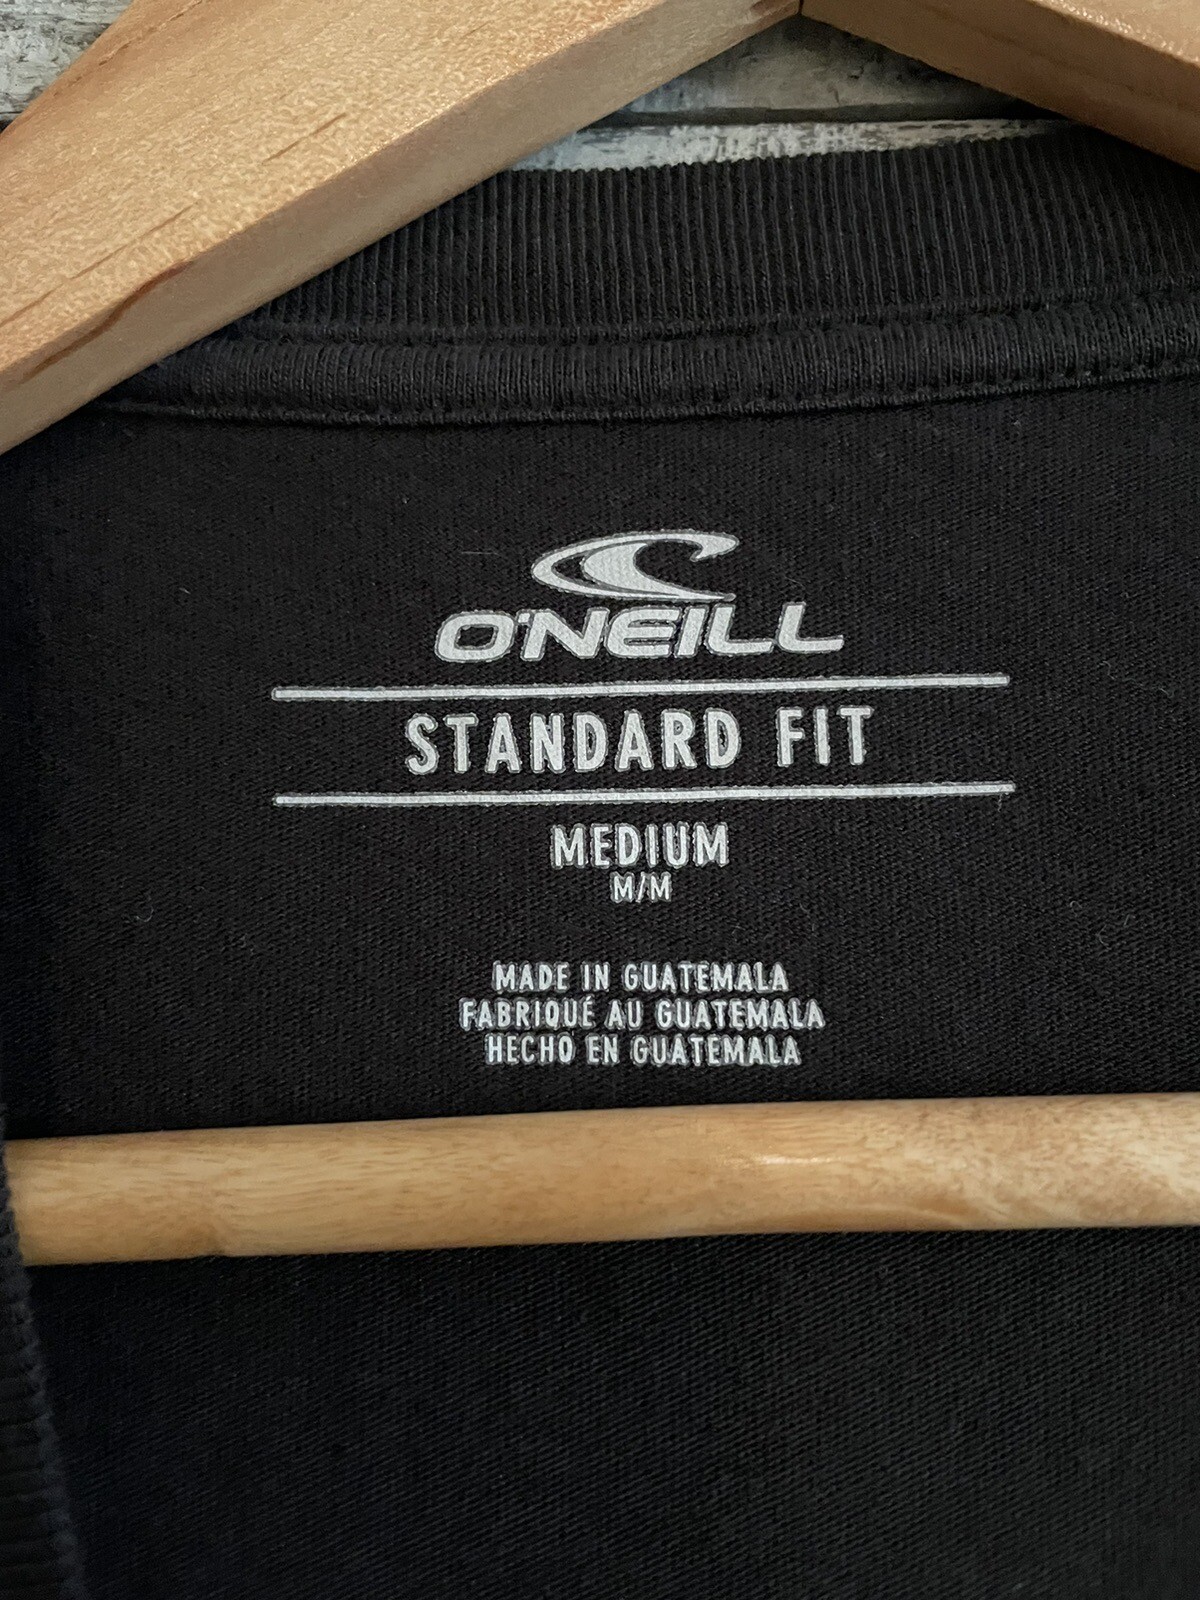 O'NEILL
STANDARD FIT
MEDIUM
M/M
MADE IN GUATEMALA
FABRIQUÉ AU GUATEMALA
HECHO EN GUATEMALA